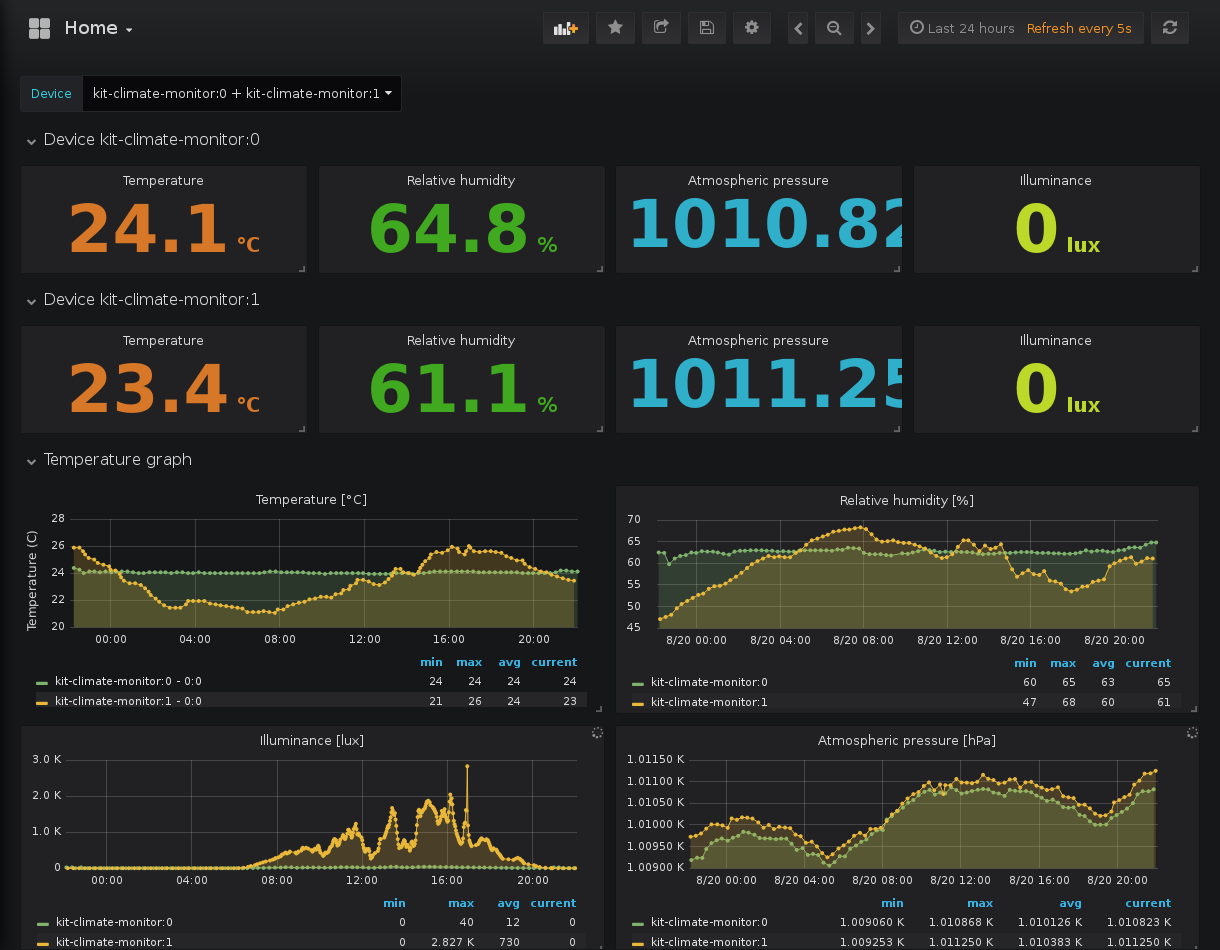 Home
Last 24 hours Refresh every 5s
Device kit-climate-monitor:0 + kit-climate-monitor:1
Device kit-climate-monitor:0
Temperature Relative humidity Atmospheric pressure Illuminance
24.1 °C 64.8 % 1010.82 0 lux
Device kit-climate-monitor:1
Temperature Relative humidity Atmospheric pressure Illuminance
23.4 °C 61.1 % 1011.25 0 lux
Temperature graph
Temperature [°C]
Temperature (C)
28
26
24
22
20
00:00 04:00 08:00 12:00 16:00 20:00
min max avg current
kit-climate-monitor:0 - 0:0 24 24 24 24
kit-climate-monitor:1 - 0:0 21 26 24 23
Relative humidity [%]
70
65
60
55
50
45
8/20 00:00 8/20 04:00 8/20 08:00 8/20 12:00 8/20 16:00 8/20 20:00
min max avg current
kit-climate-monitor:0 60 65 63 65
kit-climate-monitor:1 47 68 60 61
Illuminance [lux]
3.0 K
2.0 K
1.0 K
0
00:00 04:00 08:00 12:00 16:00 20:00
min max avg current
kit-climate-monitor:0 0 40 12 0
kit-climate-monitor:1 0 2.827 K 730 0
Atmospheric pressure [hPa]
1.01150 K
1.01100 K
1.01050 K
1.01000 K
1.00950 K
1.00900 K
8/20 00:00 8/20 04:00 8/20 08:00 8/20 12:00 8/20 16:00 8/20 20:00
min max avg current
kit-climate-monitor:0 1.009060 K 1.010868 K 1.010126 K 1.010823 K
kit-climate-monitor:1 1.009253 K 1.011250 K 1.010383 K 1.011250 K